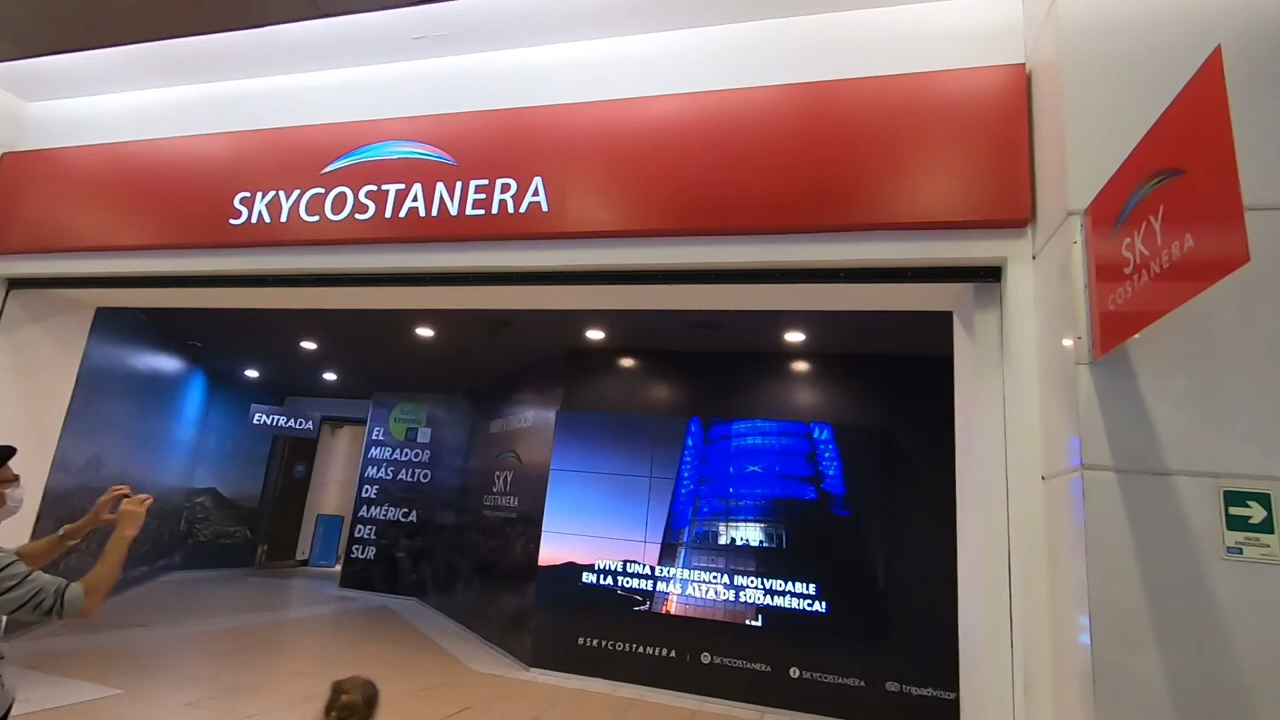 SKYCOSTANERA
SKY
COSTANERA
ENTRADA
EL
MIRADOR
MÁS ALTO
DE
AMÉRICA
DEL
SUR
SKY
COSTANERA
¡VIVE UNA EXPERIENCIA INOLVIDABLE
EN LA TORRE MÁS ALTA DE SUDAMÉRICA!
#SKYCOSTANERA | SKYCOSTANERA SKYCOSTANERA tripadvisor